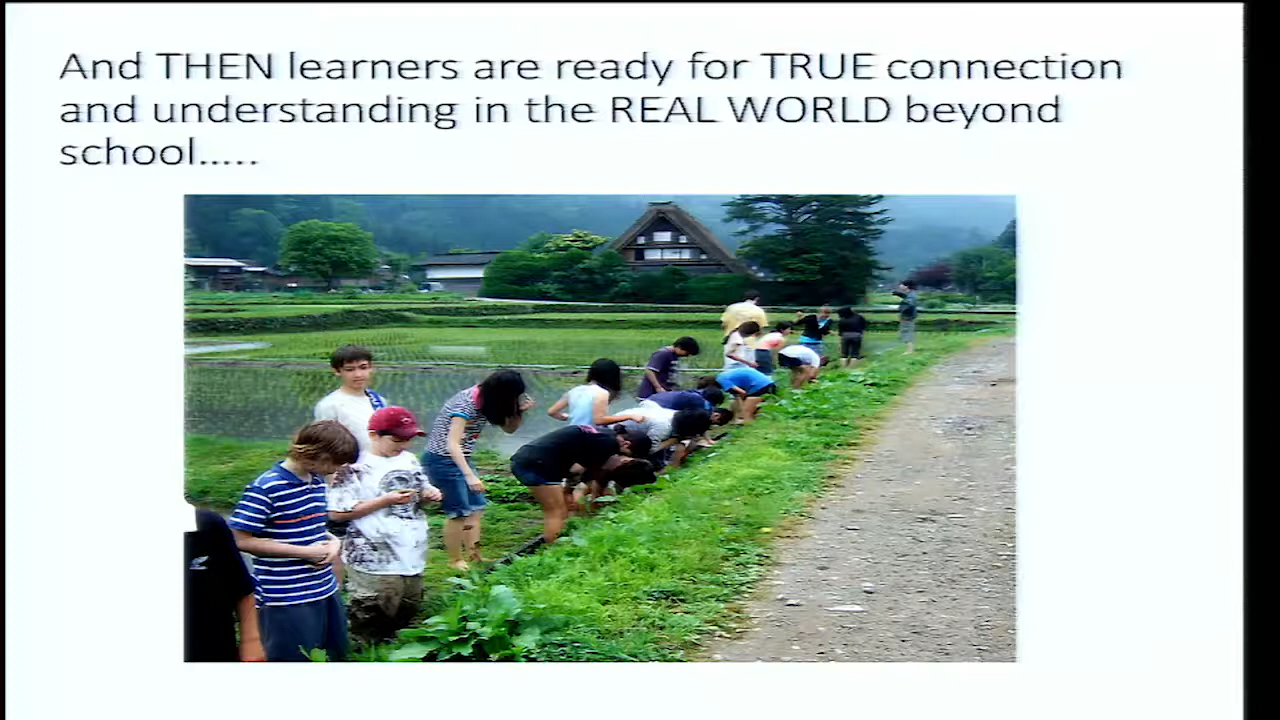 And THEN learners are ready for TRUE connection
and understanding in the REAL WORLD beyond
school.....